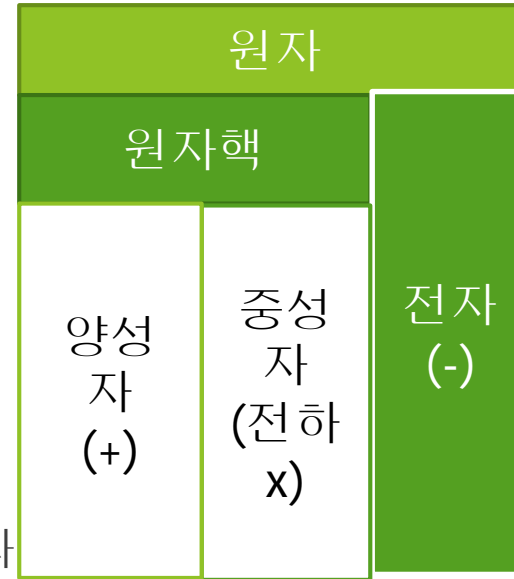 원자
원자핵
양성
자
(+)
중성
자
(전하
x)
전자
(-)